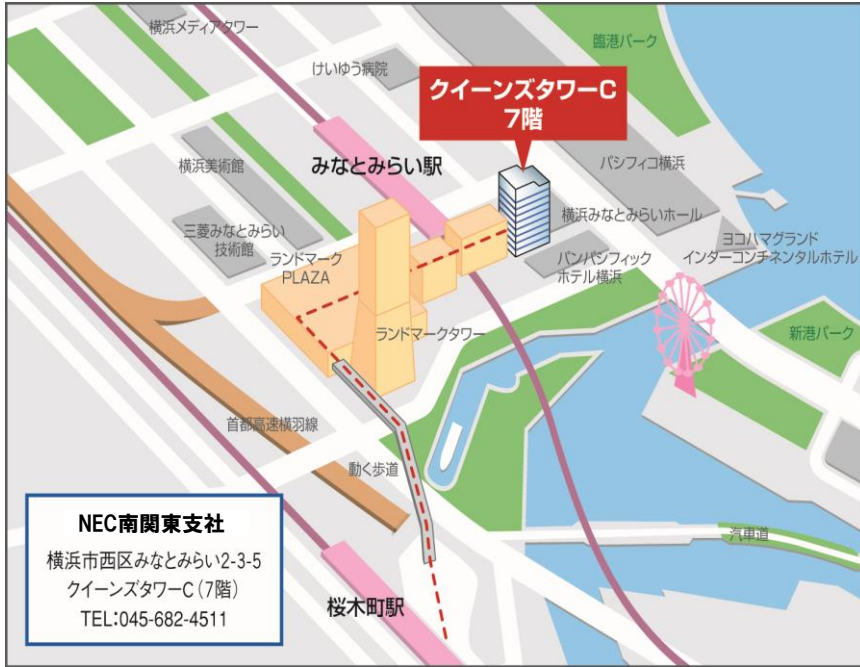 横浜メディアタワー
臨港パーク
けいゆう病院
クイーンズタワーC
7階
横浜美術館
みなとみらい駅
パシフィコ横浜
三菱みなとみらい
技術館
横浜みなとみらいホール
ランドマーク
PLAZA
パンパシフィック
ホテル横浜
ヨコハマグランド
インターコンチネンタルホテル
ランドマークタワー
新港パーク
首都高速横羽線
動く歩道
汽車道
NEC南関東支社
横浜市西区みなとみらい2-3-5
クイーンズタワーC(7階)
TEL:045-682-4511
桜木町駅